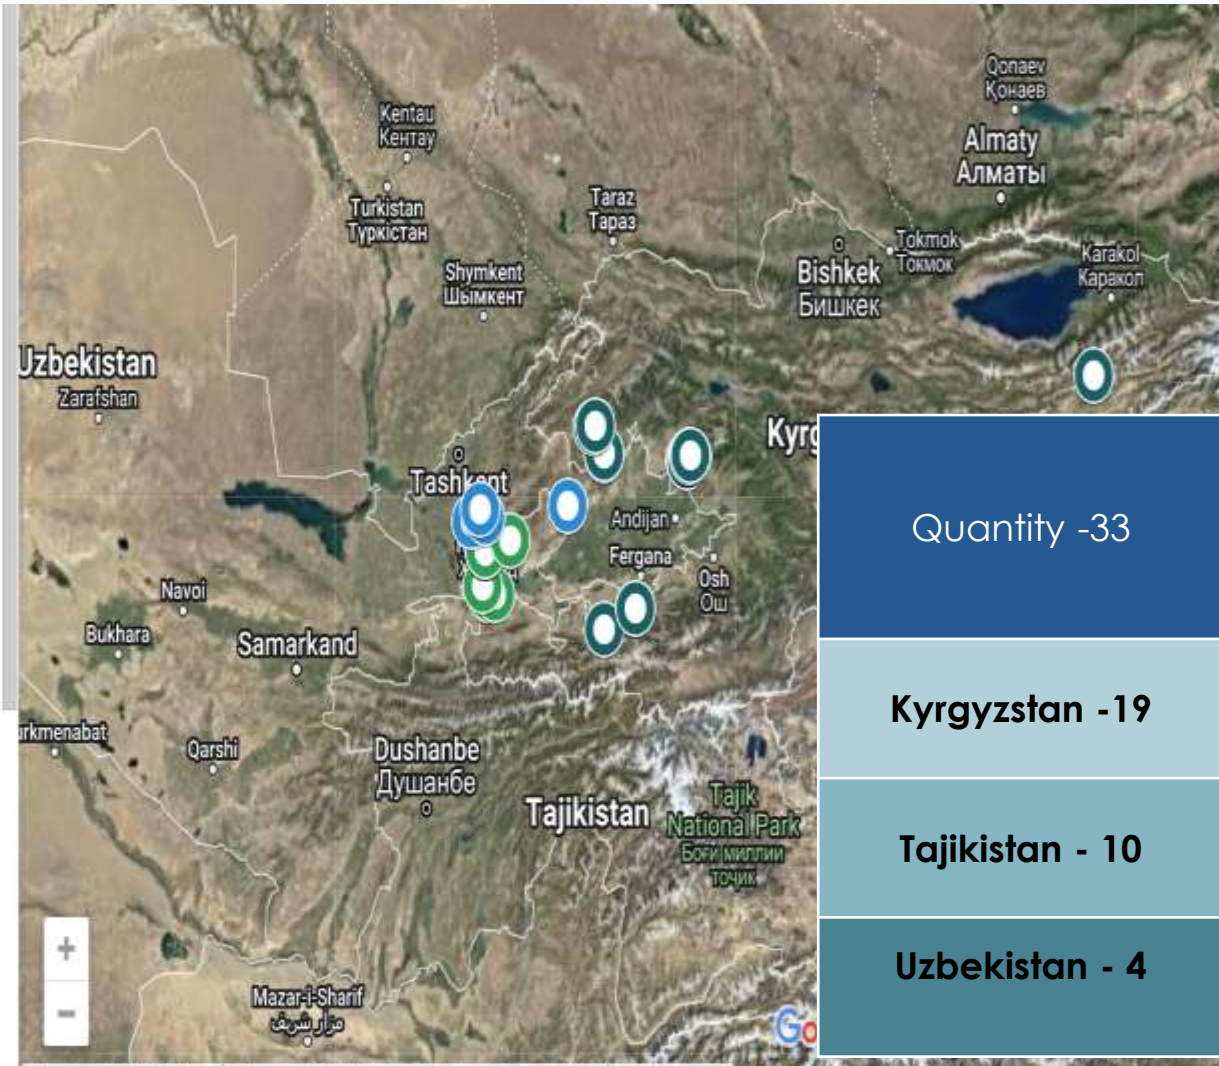 Qonaev
Қонаев
Kentau
Кентау
Almaty
Алматы
Taraz
Тараз
Turkistan
Түркістан
Tokmok
Токмок
Karakol
Каракол
Bishkek
Бишкек
Shymkent
Шымкент
Uzbekistan
Zarafshan
Kyrg
Tashkent
Andijan
Fergana
Osh
Ош
Navoi
Bukhara
Samarkand
rkmenabat
Qarshi
Dushanbe
Душанбе
Tajikistan
Tajik
National Park
Боғи миллии
тоҷик
Mazar-i-Sharif
مزار شریف
+
−
Go
Quantity -33
Kyrgyzstan -19
Tajikistan - 10
Uzbekistan - 4